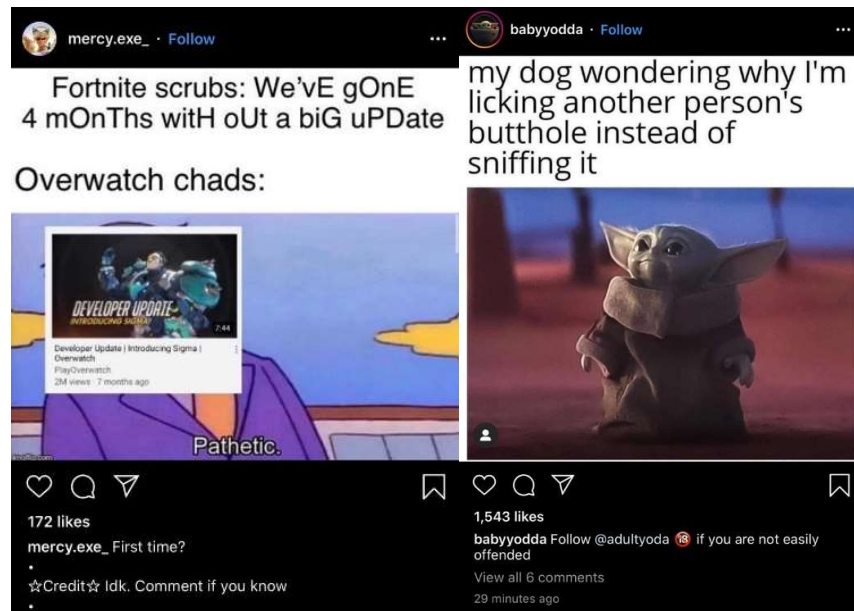 mercy.exe_ · Follow
Fortnite scrubs: We'vE gOnE
4 mOnThs witH oUt a biG uPDate
Overwatch chads:
DEVELOPER UPDATE
INTRODUCING SIGMA
7:44
Developer Update | Introducing Sigma |
Overwatch
PlayOverwatch
2M views · 7 months ago
Pathetic.
172 likes
mercy.exe_ First time?
•
☆Credit☆ Idk. Comment if you know
•
babyyodda · Follow
my dog wondering why I'm
licking another person's
butthole instead of
sniffing it
1,543 likes
babyyodda Follow @adultyoda 🔞 if you are not easily
offended
View all 6 comments
29 minutes ago